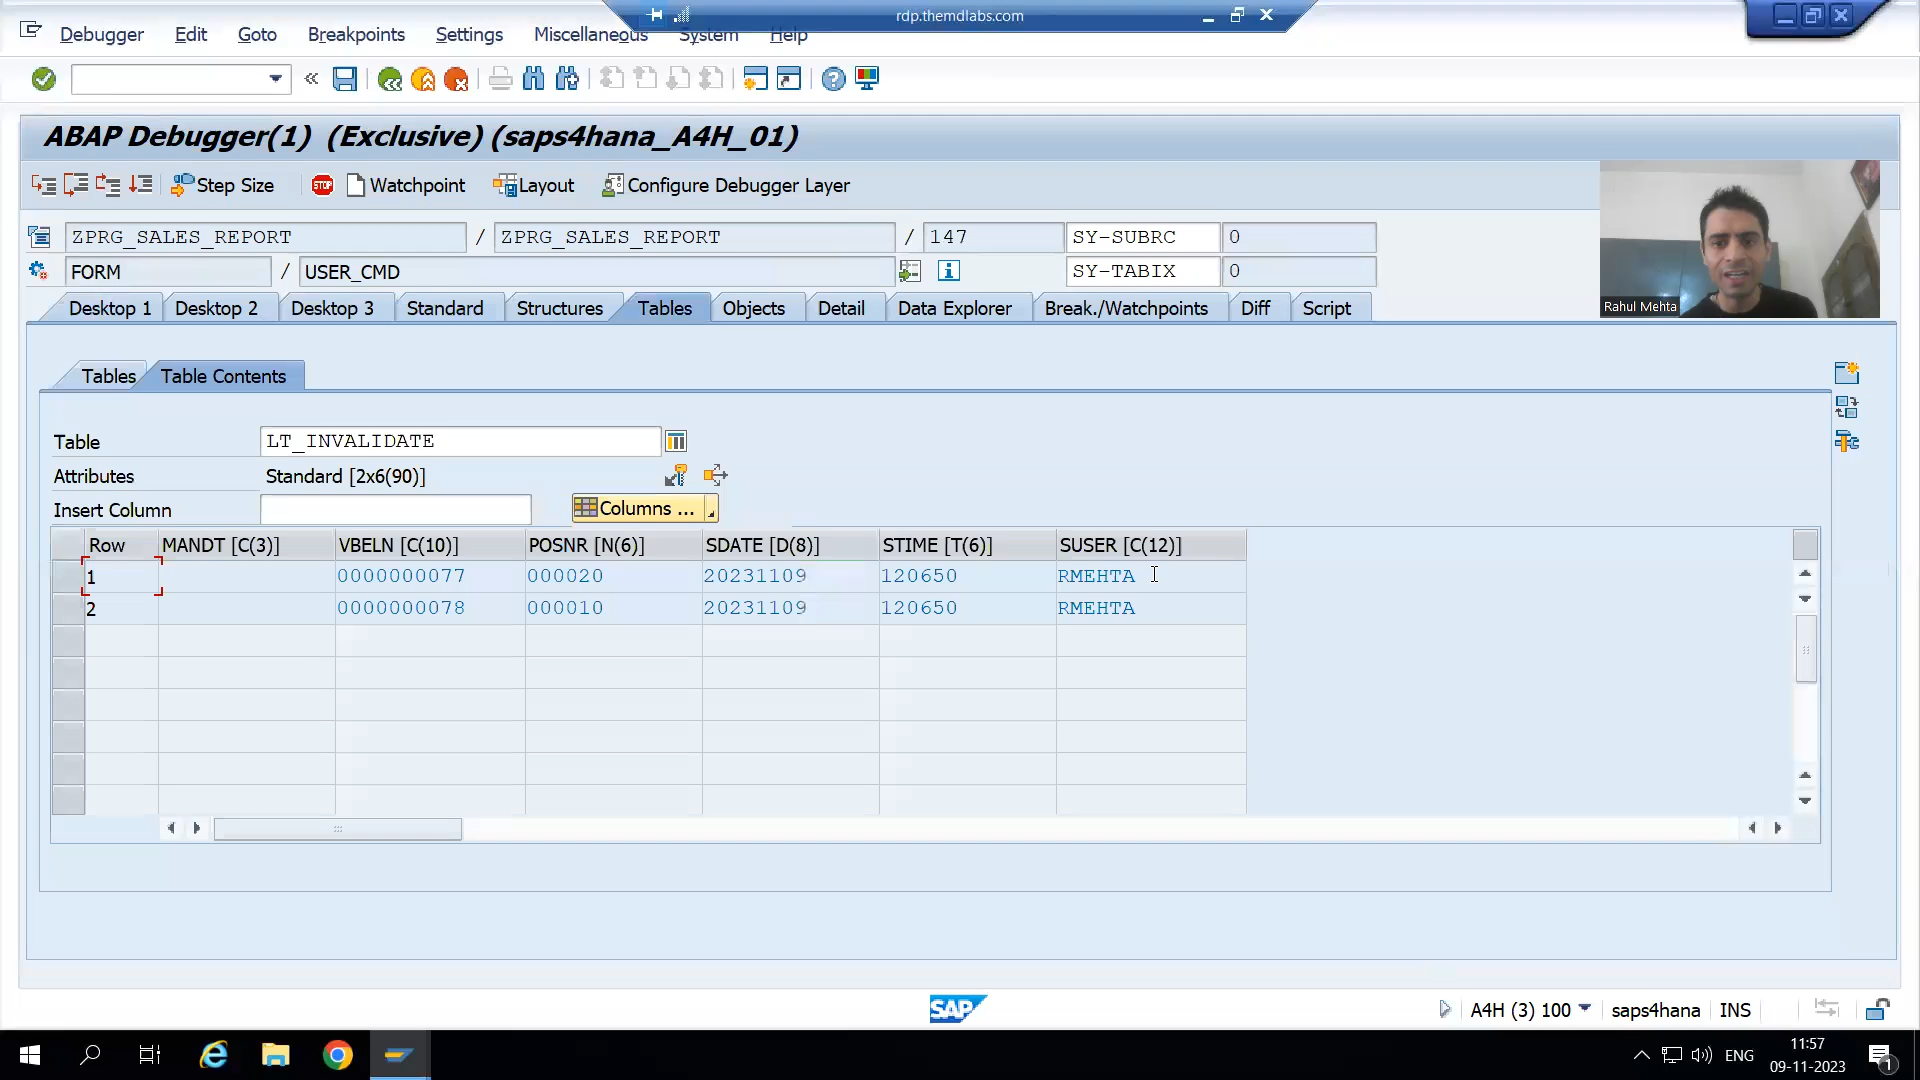 rdp.themdlabs.com
Debugger Edit Goto Breakpoints Settings Miscellaneous System Help
ABAP Debugger(1) (Exclusive) (saps4hana_A4H_01)
Step Size STOP Watchpoint Layout Configure Debugger Layer
ZPRG_SALES_REPORT / ZPRG_SALES_REPORT / 147 SY-SUBRC 0
FORM / USER_CMD SY-TABIX 0
Rahul Mehta
Desktop 1 Desktop 2 Desktop 3 Standard Structures Tables Objects Detail Data Explorer Break./Watchpoints Diff Script
Tables Table Contents
Table LT_INVALIDATE
Attributes Standard [2x6(90)]
Insert Column Columns ...
Row MANDT [C(3)] VBELN [C(10)] POSNR [N(6)] SDATE [D(8)] STIME [T(6)] SUSER [C(12)]
1 0000000077 000020 20231109 120650 RMEHTA
2 0000000078 000010 20231109 120650 RMEHTA
SAP A4H (3) 100 saps4hana INS
ENG 11:57
09-11-2023 1